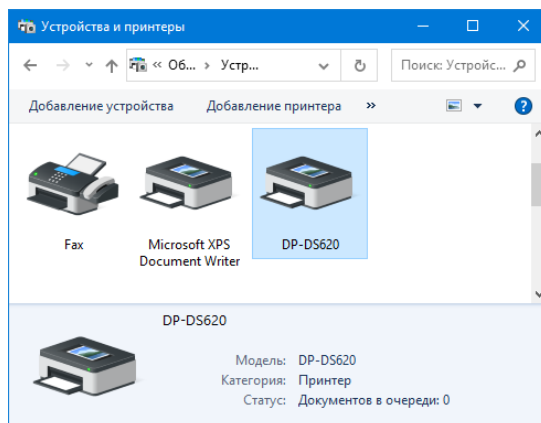 Устройства и принтеры
« Об... › Устр...
Поиск: Устройс...
Добавление устройства Добавление принтера »
Fax
Microsoft XPS
Document Writer
DP-DS620
DP-DS620
Модель: DP-DS620
Категория: Принтер
Статус: Документов в очереди: 0